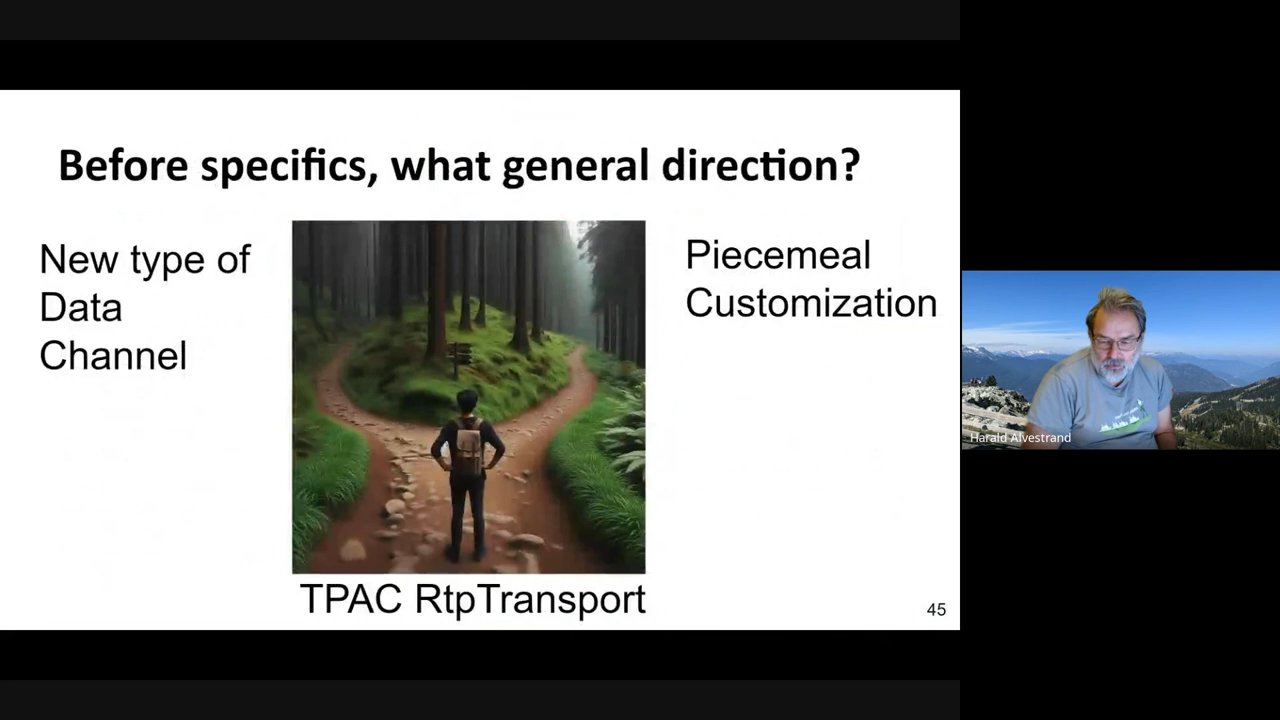 Before specifics, what general direction?
New type of
Data
Channel
Piecemeal
Customization
TPAC RtpTransport
45
Harald Alvestrand